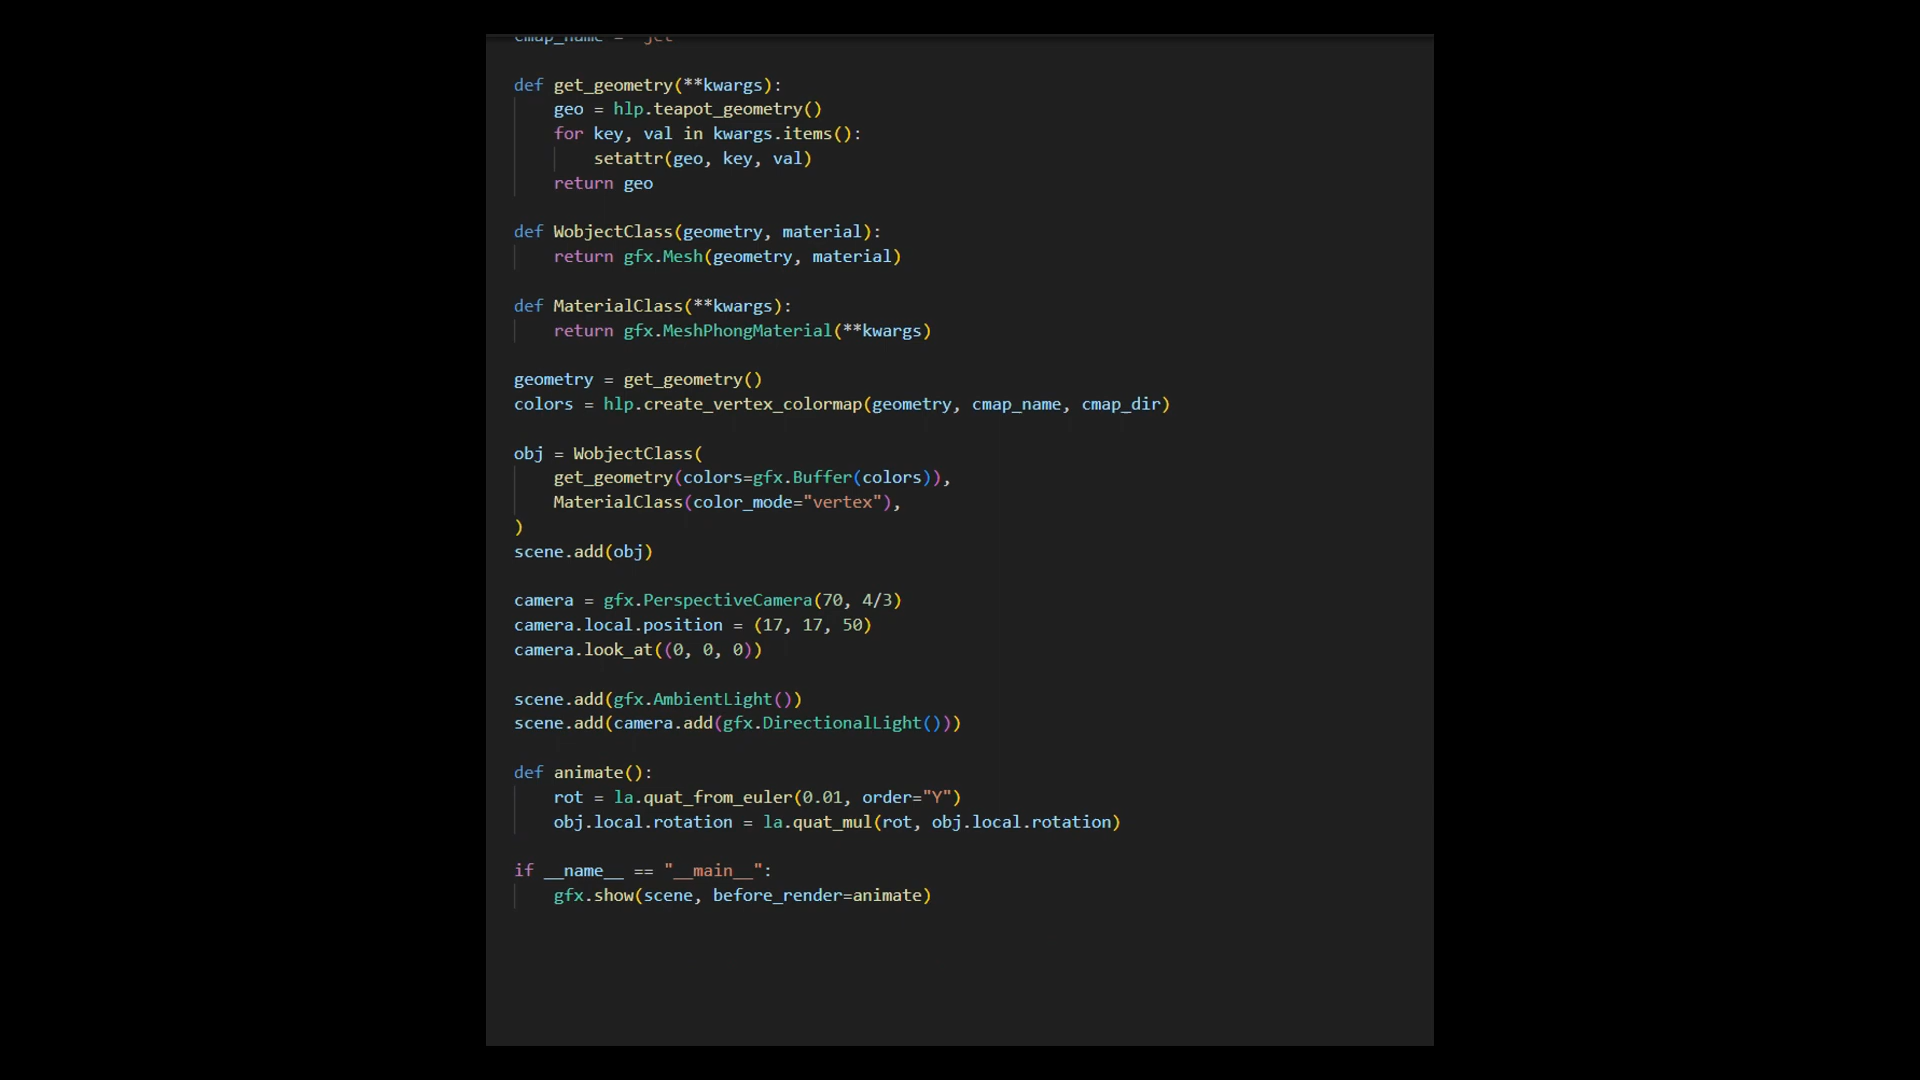 cmap_name = "jet"
def get_geometry(**kwargs):
    geo = hlp.teapot_geometry()
    for key, val in kwargs.items():
        setattr(geo, key, val)
    return geo
def WobjectClass(geometry, material):
    return gfx.Mesh(geometry, material)
def MaterialClass(**kwargs):
    return gfx.MeshPhongMaterial(**kwargs)
geometry = get_geometry()
colors = hlp.create_vertex_colormap(geometry, cmap_name, cmap_dir)
obj = WobjectClass(
    get_geometry(colors=gfx.Buffer(colors)),
    MaterialClass(color_mode="vertex"),
)
scene.add(obj)
camera = gfx.PerspectiveCamera(70, 4/3)
camera.local.position = (17, 17, 50)
camera.look_at((0, 0, 0))
scene.add(gfx.AmbientLight())
scene.add(camera.add(gfx.DirectionalLight()))
def animate():
    rot = la.quat_from_euler(0.01, order="Y")
    obj.local.rotation = la.quat_mul(rot, obj.local.rotation)
if __name__ == "__main__":
    gfx.show(scene, before_render=animate)